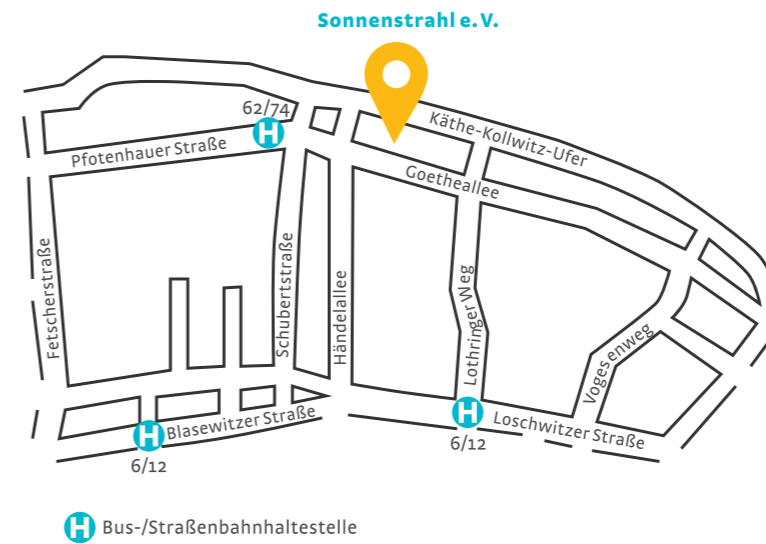 Sonnenstrahl e.V.
62/74
H
Käthe-Kollwitz-Ufer
Pfotenhauer Straße
Goetheallee
Fetscherstraße
Schubertstraße
Händelallee
Lothringer Weg
Vogesenweg
H
Blasewitzer Straße
6/12
H
Loschwitzer Straße
6/12
H Bus-/Straßenbahnhaltestelle